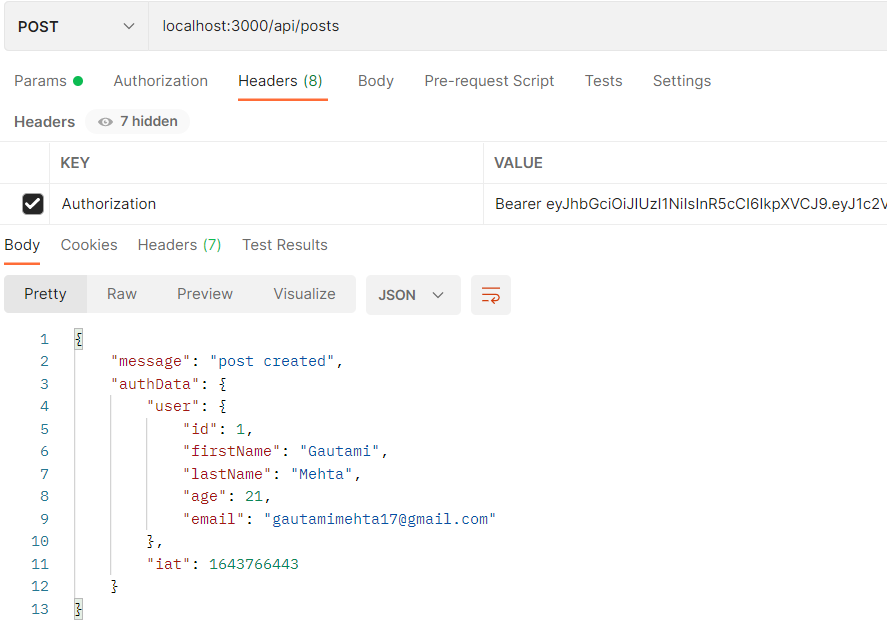 POST localhost:3000/api/posts
Params Authorization Headers (8) Body Pre-request Script Tests Settings
Headers 7 hidden
KEY VALUE
Authorization Bearer eyJhbGciOiJIUzI1NiIsInR5cCI6IkpXVCJ9.eyJ1c2V
Body Cookies Headers (7) Test Results
Pretty Raw Preview Visualize JSON
1 {
2 "message": "post created",
3 "authData": {
4 "user": {
5 "id": 1,
6 "firstName": "Gautami",
7 "lastName": "Mehta",
8 "age": 21,
9 "email": "gautamimehta17@gmail.com"
10 },
11 "iat": 1643766443
12 }
13 }